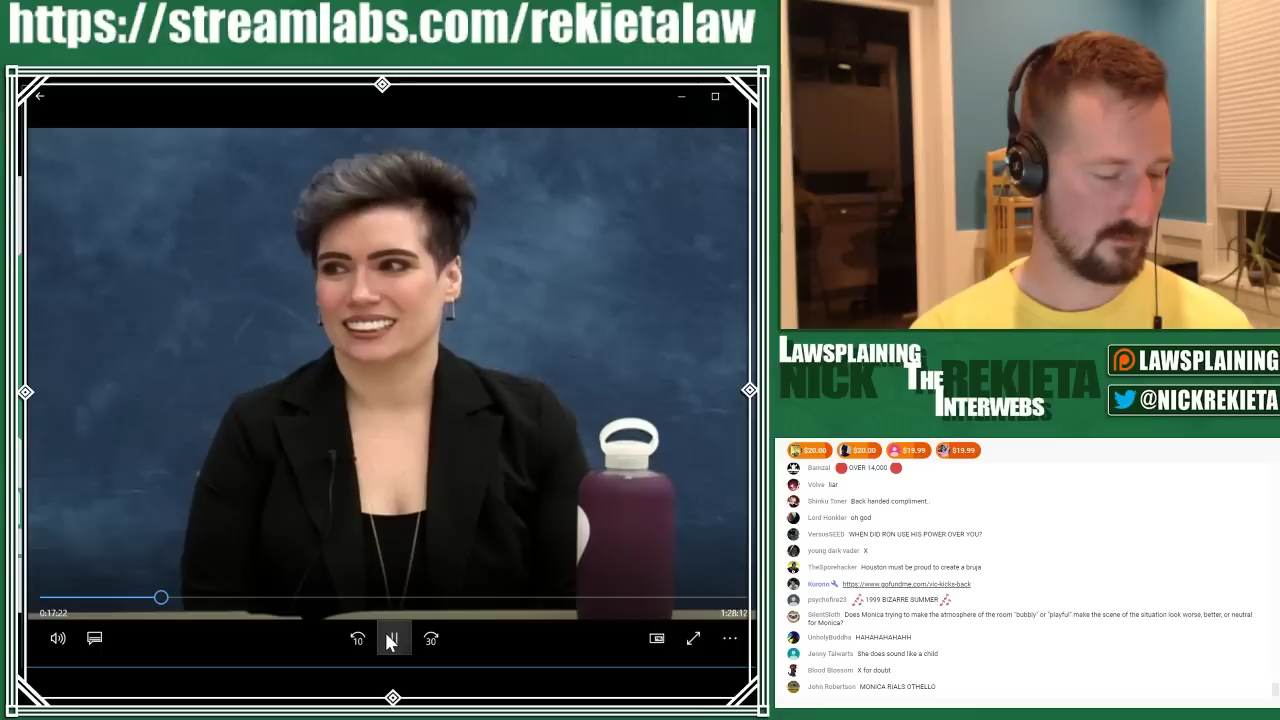 https://streamlabs.com/rekietalaw
0:17:22
1:28:12
10
30
LAWSPLAINING
THE
INTERWEBS
NICK REKIETA
LAWSPLAINING
@NICKREKIETA
$20.00 $20.00 $19.99 $19.99
Bamzal OVER 14,000
Volve liar
Shinku Toner Back handed compliment..
Lord Honkler oh god
VersusSEED WHEN DID RON USE HIS POWER OVER YOU?
young dark vader X
TheSporehacker Houston must be proud to create a bruja
Kurono https://www.gofundme.com/vic-kicks-back
psychofire23 1999 BIZARRE SUMMER
SilentSloth Does Monica trying to make the atmosphere of the room "bubbly" or "playful" make the scene of the situation look worse, better, or neutral
for Monica?
UnholyBuddha HAHAHAHAHAHH
Jenny Talwarts She does sound like a child
Blood Blossom X for doubt
John Robertson MONICA RIALS OTHELLO